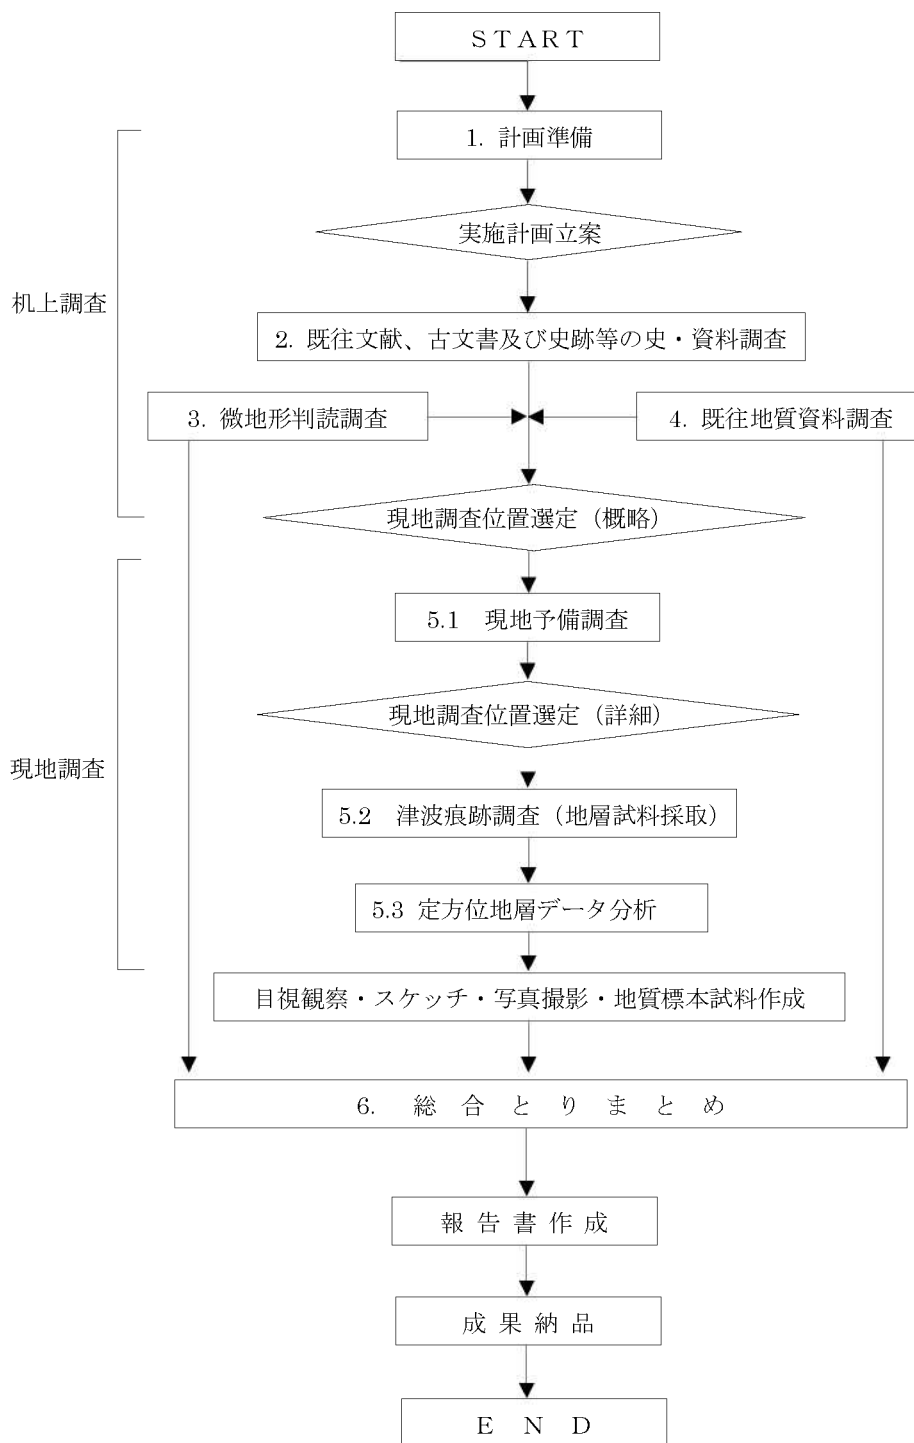 ＳＴＡＲＴ
1. 計画準備
実施計画立案
机上調査
2. 既往文献、古文書及び史跡等の史・資料調査
3. 微地形判読調査
4. 既往地質資料調査
現地調査位置選定（概略）
5.1　現地予備調査
現地調査位置選定（詳細）
現地調査
5.2　津波痕跡調査（地層試料採取）
5.3 定方位地層データ分析
目視観察・スケッチ・写真撮影・地質標本試料作成
6.　総　合　と　り　ま　と　め
報 告 書 作 成
成 果 納 品
Ｅ　Ｎ　Ｄ